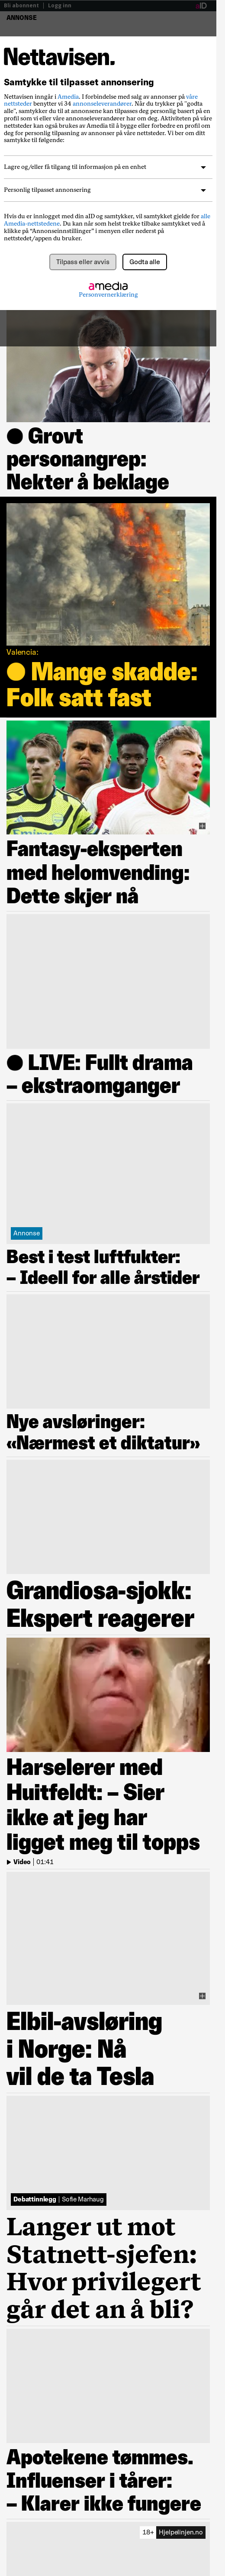 Bli abonnent | Logg inn
aID
ANNONSE
Nettavisen.
Samtykke til tilpasset annonsering
Nettavisen inngår i Amedia. I forbindelse med salg av annonser på våre
nettsteder benytter vi 34 annonseleverandører. Når du trykker på "godta
alle", samtykker du til at annonsene kan tilpasses deg personlig basert på en
profil som vi eller våre annonseleverandører har om deg. Aktiviteten på våre
nettsteder kan også brukes av Amedia til å bygge eller forbedre en profil om
deg for personlig tilpasning av annonser på våre nettsteder. Vi ber om ditt
samtykke til følgende:
Lagre og/eller få tilgang til informasjon på en enhet
Personlig tilpasset annonsering
Hvis du er innlogget med din aID og samtykker, vil samtykket gjelde for alle
Amedia-nettstedene. Du kan når som helst trekke tilbake samtykket ved å
klikke på “Annonseinnstillinger” i menyen eller nederst på
nettstedet/appen du bruker.
Tilpass eller avvis
Godta alle
amedia
Personvernerklæring
● Grovt
personangrep:
Nekter å beklage
Valencia:
● Mange skadde:
Folk satt fast
Fantasy-eksperten
med helomvending:
Dette skjer nå
● LIVE: Fullt drama
– ekstraomganger
Annonse
Best i test luftfukter:
– Ideell for alle årstider
Nye avsløringer:
«Nærmest et diktatur»
Grandiosa-sjokk:
Ekspert reagerer
Harselerer med
Huitfeldt: – Sier
ikke at jeg har
ligget meg til topps
Video | 01:41
Elbil-avsløring
i Norge: Nå
vil de ta Tesla
Debattinnlegg | Sofie Marhaug
Langer ut mot
Statnett-sjefen:
Hvor privilegert
går det an å bli?
Apotekene tømmes.
Influenser i tårer:
– Klarer ikke fungere
18+ Hjelpelinjen.no